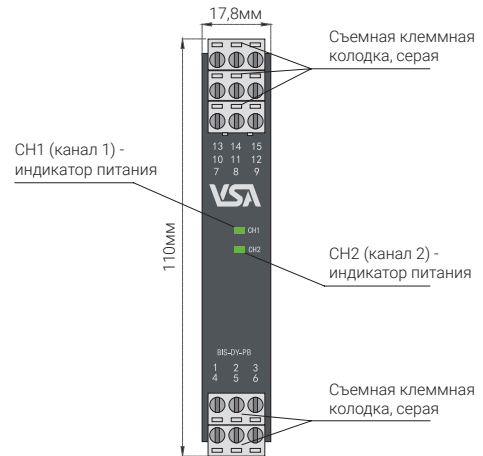 17,8мм
Съемная клеммная
колодка, серая
13 14 15
10 11 12
7 8 9
CH1 (канал 1) -
индикатор питания
VSA
CH1
CH2
110мм
CH2 (канал 2) -
индикатор питания
BIS-DY-PB
1 2 3
4 5 6
Съемная клеммная
колодка, серая